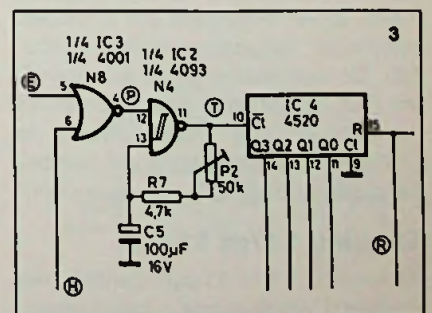 3
1/4 IC3
1/4 4001
1/4 IC2
1/4 4093
N8
N4
E
5
4
P
12
11
T
6
13
10
C̅l̅
IC 4
4520
R
15
Q3 Q2 Q1 Q0 Cl
14
13
12
11
9
P2
50k
R7
4,7k
C5
100µF
16V
H
R